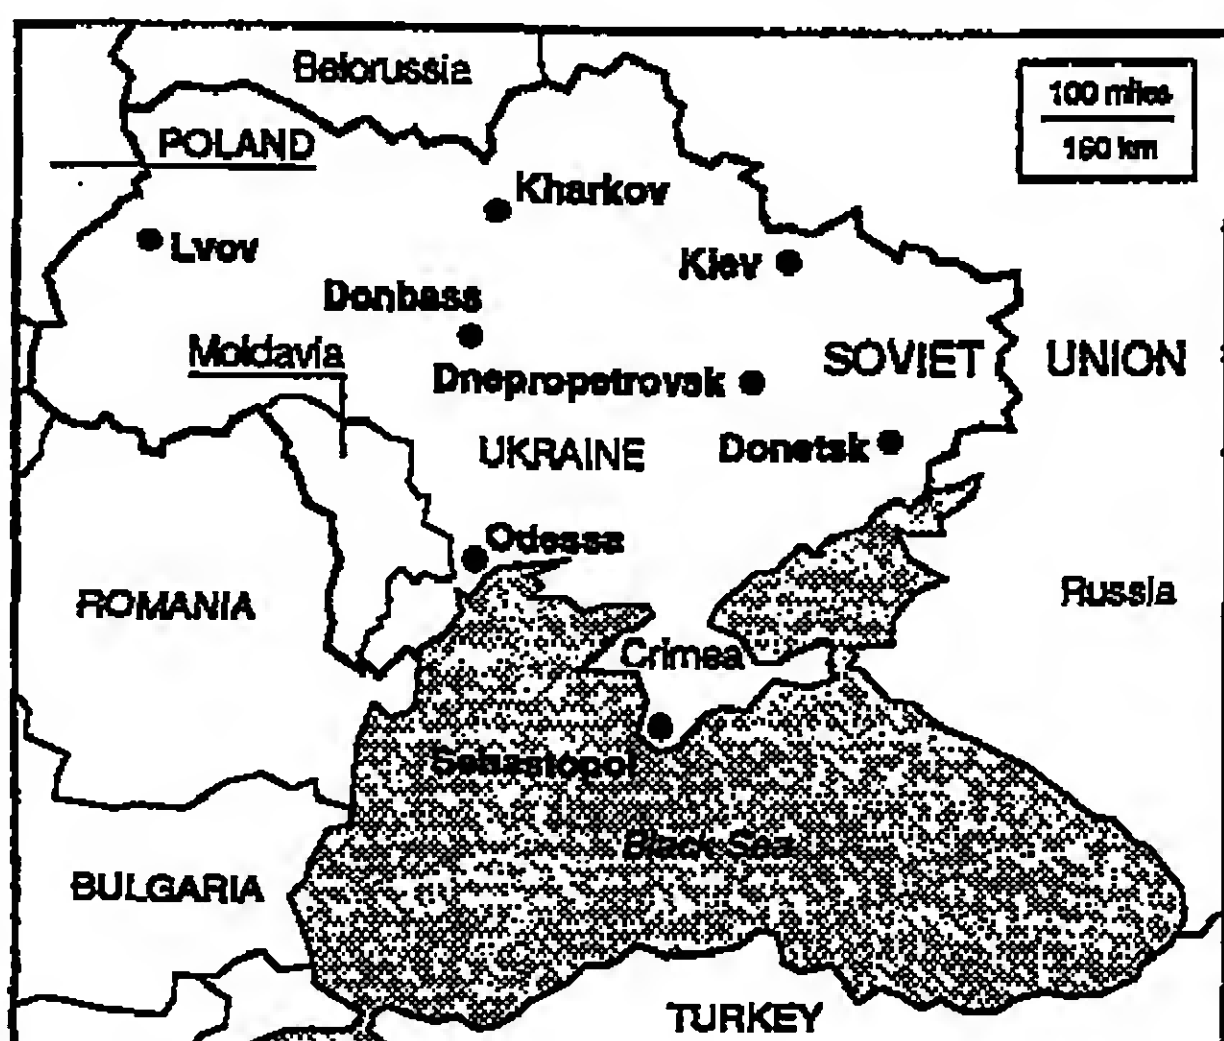 Belorussia
100 miles
160 km
POLAND
Kharkov
Lvov
Kiev
Donbass
Moldavia
SOVIET UNION
Dnepropetrovsk
UKRAINE
Donetsk
Odessa
ROMANIA
Russia
Crimea
Sebastopol
Black Sea
BULGARIA
TURKEY